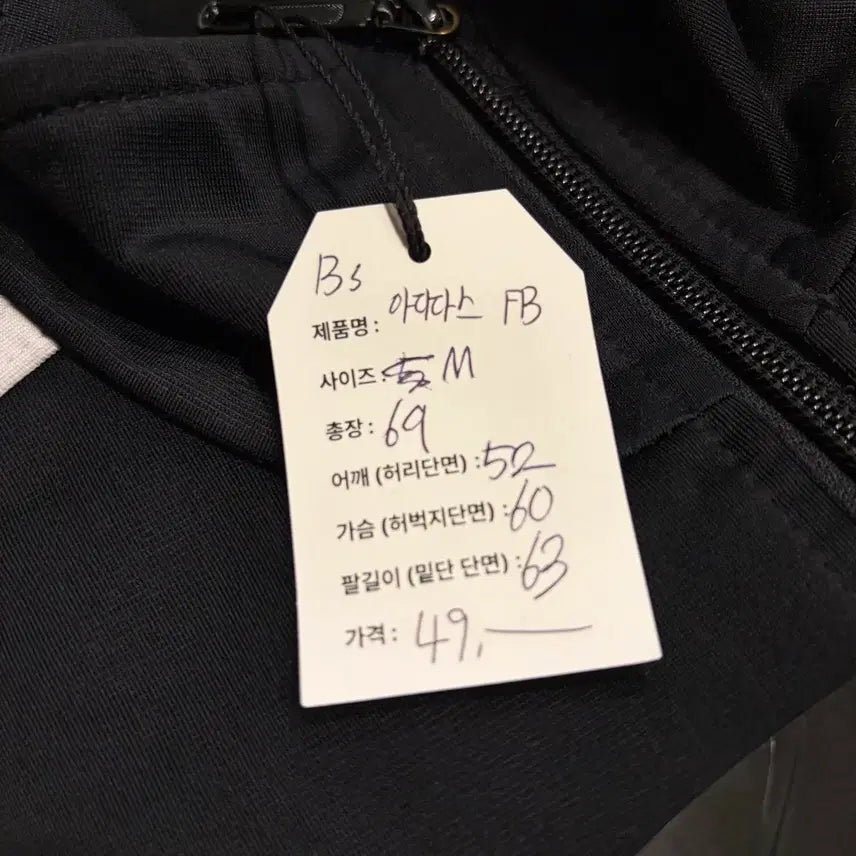 Bs
제품명 : 아디다스 FB
사이즈 : M
총장 : 69
어깨 (허리단면) : 52
가슴 (허벅지단면) : 60
팔길이 (밑단 단면) : 63
가격 : 49,—